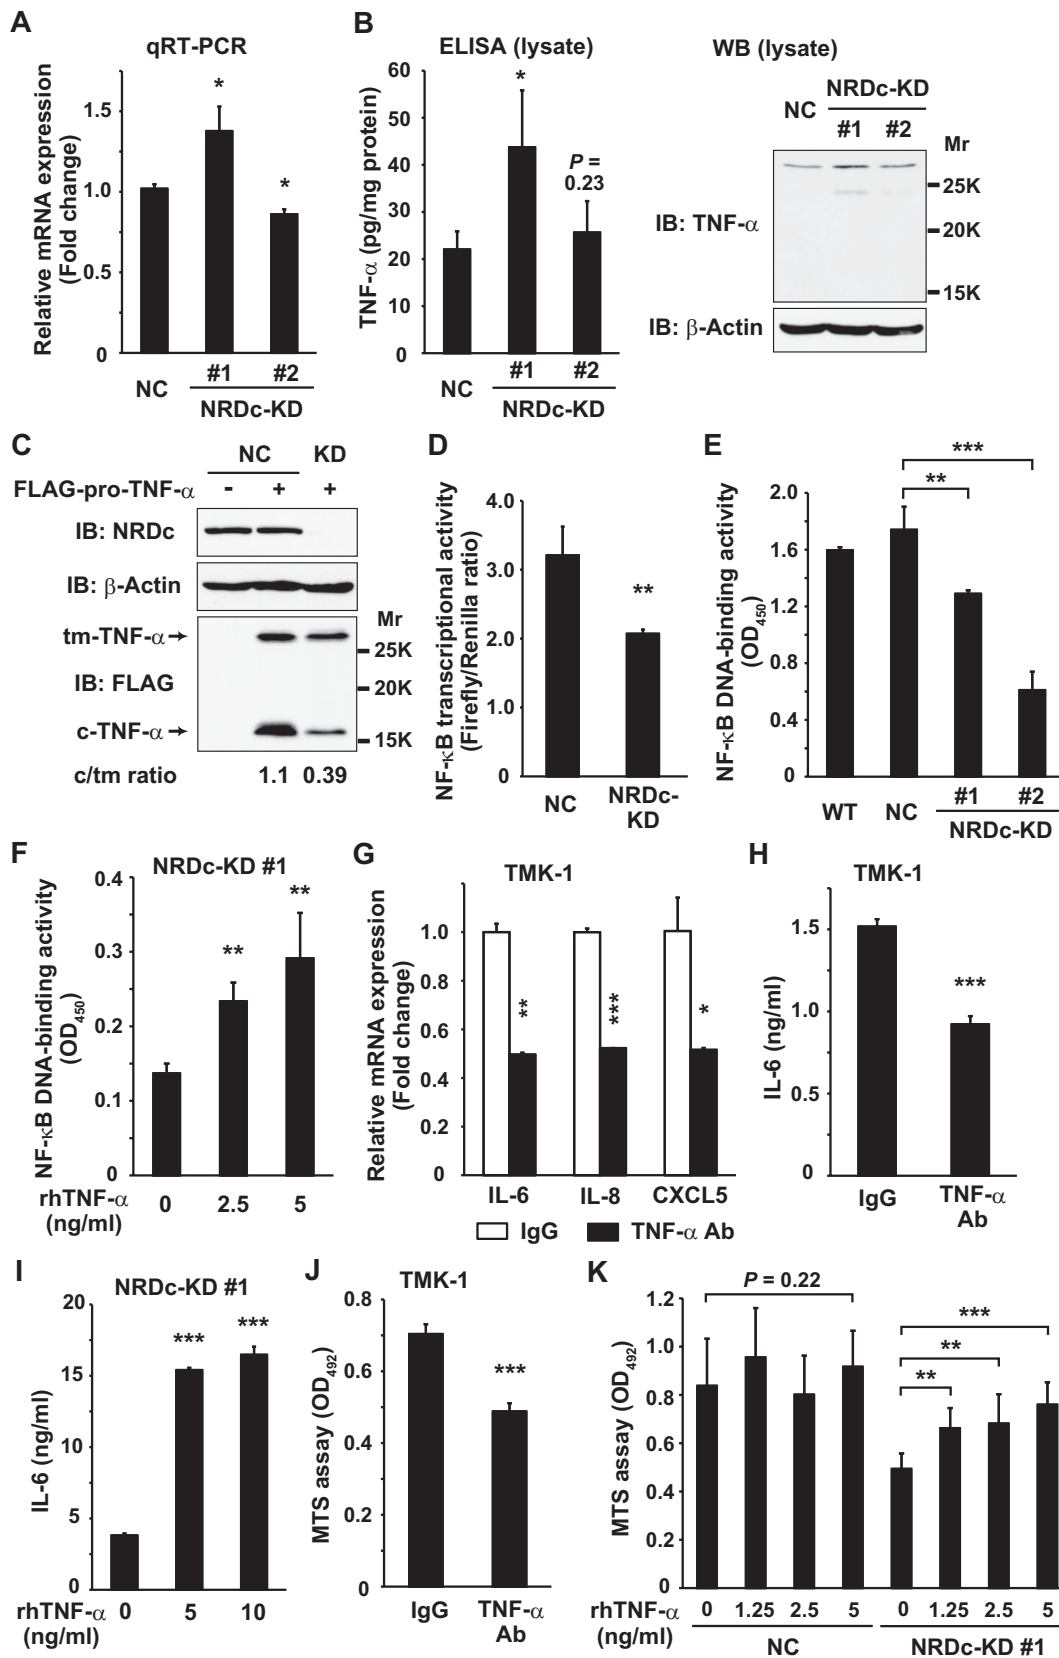 A
qRT-PCR
Relative mRNA expression
(Fold change)
1.5
1.0
0.5
0
*
*
NC
#1
#2
NRDc-KD
B
ELISA (lysate)
TNF-α (pg/mg protein)
60
50
40
30
20
10
0
*
P =
0.23
NC
#1
#2
NRDc-KD
WB (lysate)
NRDc-KD
NC
#1
#2
Mr
25K
IB: TNF-α
20K
15K
IB: β-Actin
C
NC
KD
FLAG-pro-TNF-α
-
+
+
IB: NRDc
IB: β-Actin
Mr
tm-TNF-α→
25K
IB: FLAG
20K
c-TNF-α→
15K
c/tm ratio
1.1
0.39
D
NF-κB transcriptional activity
(Firefly/Renilla ratio)
4.0
3.0
2.0
1.0
0
**
NC
NRDc-
KD
E
NF-κB DNA-binding activity
(OD450)
2.0
1.6
1.2
0.8
0.4
0
***
**
WT
NC
#1
#2
NRDc-KD
F
NRDc-KD #1
NF-κB DNA-binding activity
(OD450)
0.4
0.3
0.2
0.1
0
**
**
rhTNF-α
(ng/ml)
0
2.5
5
G
TMK-1
Relative mRNA expression
(Fold change)
1.0
0.8
0.6
0.4
0.2
0
**
***
*
IL-6
IL-8
CXCL5
IgG
TNF-α Ab
H
TMK-1
IL-6 (ng/ml)
1.5
1.0
0.5
0
***
IgG
TNF-α
Ab
I
NRDc-KD #1
IL-6 (ng/ml)
20
15
10
5
0
***
***
rhTNF-α
(ng/ml)
0
5
10
J
TMK-1
MTS assay (OD492)
0.8
0.6
0.4
0.2
0
***
IgG
TNF-α
Ab
K
MTS assay (OD492)
1.2
1.0
0.8
0.6
0.4
0.2
0
P = 0.22
***
**
**
rhTNF-α
(ng/ml)
0
1.25
2.5
5
0
1.25
2.5
5
NC
NRDc-KD #1